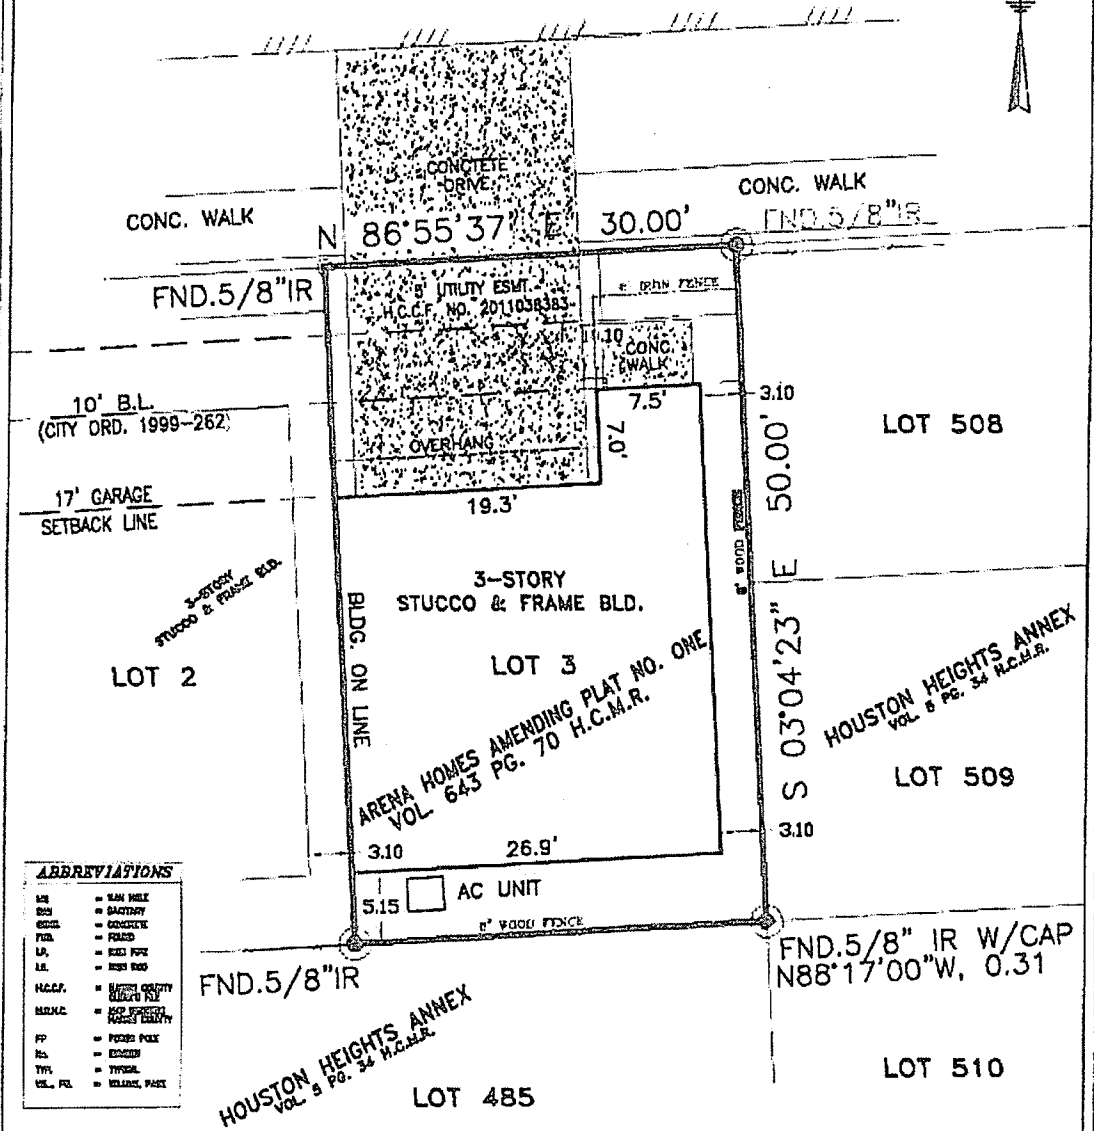 CONCTETE
DRIVE
CONC. WALK
CONC. WALK
N 86°55'37" E 30.00'
FND.5/8"IR
FND.5/8"IR
5' UTILITY ESMT
H.C.C.F. NO. 2011038383
6' IRON FENCE
CONC.
WALK
10' B.L.
(CITY ORD. 1999-262)
7.5'
3.10
7.0'
LOT 508
OVERHANG
17' GARAGE
SETBACK LINE
19.3'
S 03°04'23" E 50.00'
3-STORY
STUCCO & FRAME BLD.
3-STORY
STUCCO & FRAME BLD.
8' WOOD FENCE
BLDG. ON LINE
LOT 2
LOT 3
ARENA HOMES AMENDING PLAT NO. ONE
VOL. 643 PG. 70 H.C.M.R.
HOUSTON HEIGHTS ANNEX
VOL. 5 PG. 34 H.C.M.R.
LOT 509
3.10
26.9'
3.10
ABBREVIATIONS
5.15
AC UNIT
8' WOOD FENCE
FND.5/8"IR
FND.5/8" IR W/CAP
N88°17'00"W, 0.31
H.C.C.F.
HOUSTON HEIGHTS ANNEX
VOL. 5 PG. 34 H.C.M.R.
LOT 485
LOT 510